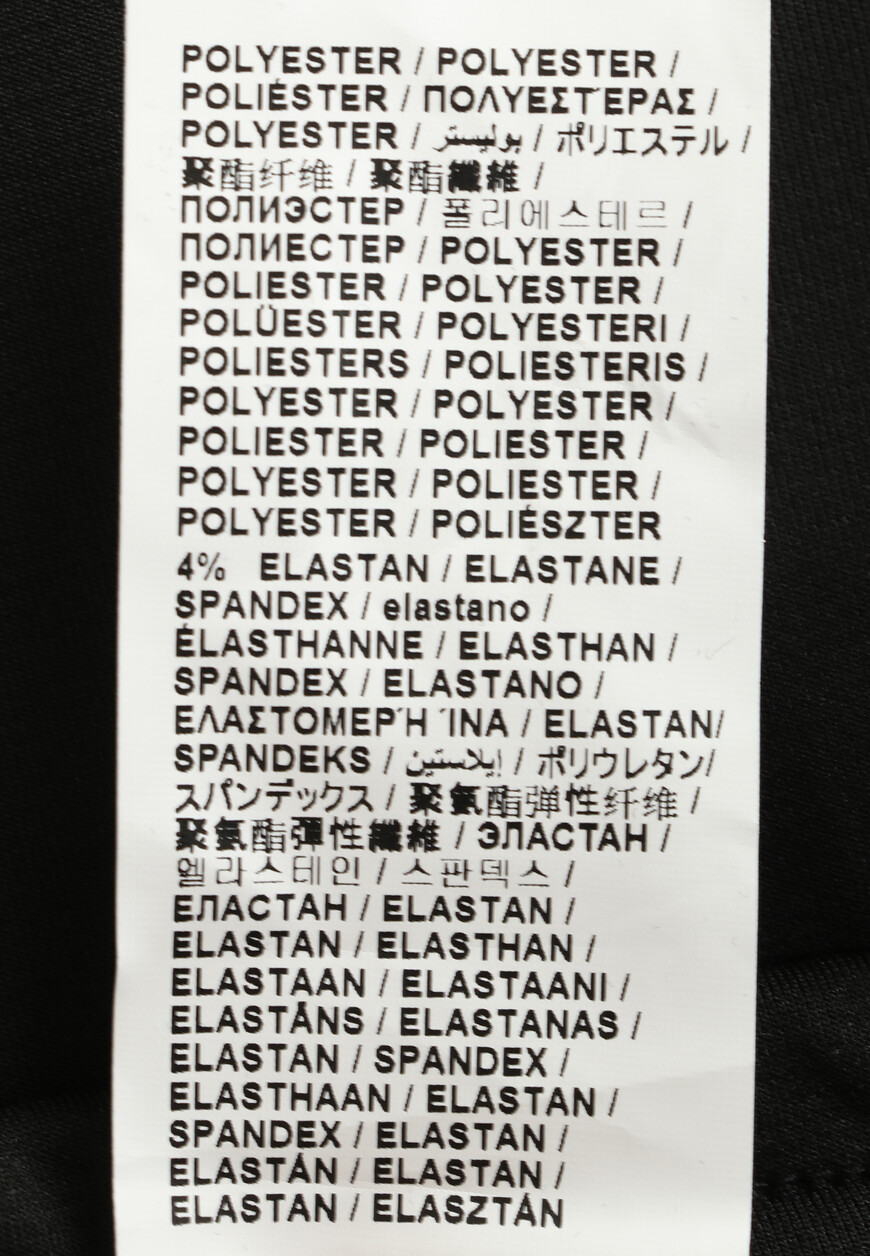 POLYESTER / POLYESTER /
POLIÉSTER / ΠΟΛΥΕΣΤΈΡΑΣ /
POLYESTER / بوليستر / ポリエステル /
聚酯纤维 / 聚酯纖維 /
ПОЛИЭСТЕР / 폴리에스테르 /
ПОЛИЕСТЕР / POLYESTER /
POLIESTER / POLYESTER /
POLÜESTER / POLYESTERI /
POLIESTERS / POLIESTERIS /
POLYESTER / POLYESTER /
POLIESTER / POLIESTER /
POLYESTER / POLIESTER /
POLYESTER / POLIÉSZTER
4% ELASTAN / ELASTANE /
SPANDEX / elastano /
ÉLASTHANNE / ELASTHAN /
SPANDEX / ELASTANO /
ΕΛΑΣΤΟΜΕΡΉ ΊΝΑ / ELASTAN/
SPANDEKS / إيلاستين / ポリウレタン/
スパンデックス / 聚氨酯弹性纤维 /
聚氨酯彈性纖維 / ЭЛАСТАН /
엘라스테인 / 스판덱스 /
ЕЛАСТАН / ELASTAN /
ELASTAN / ELASTHAN /
ELASTAAN / ELASTAANI /
ELASTĀNS / ELASTANAS /
ELASTAN / SPANDEX /
ELASTHAAN / ELASTAN /
SPANDEX / ELASTAN /
ELASTÁN / ELASTAN /
ELASTAN / ELASZTÁN